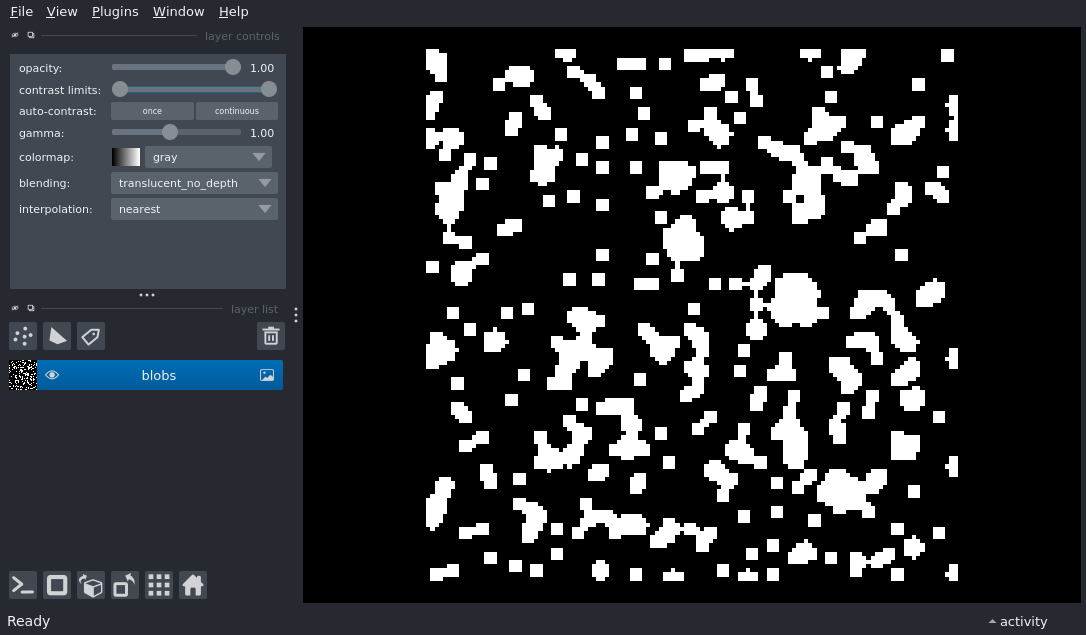 File View Plugins Window Help
layer controls
opacity: 1.00
contrast limits:
auto-contrast: once continuous
gamma: 1.00
colormap: gray
blending: translucent_no_depth
interpolation: nearest
layer list
blobs
Ready activity